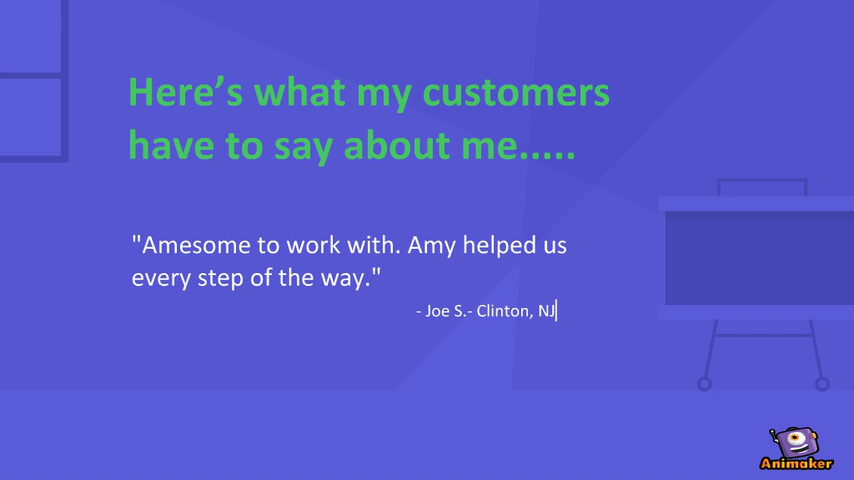 Here’s what my customers
have to say about me.....
"Amesome to work with. Amy helped us
every step of the way."
- Joe S.- Clinton, NJ
Animaker